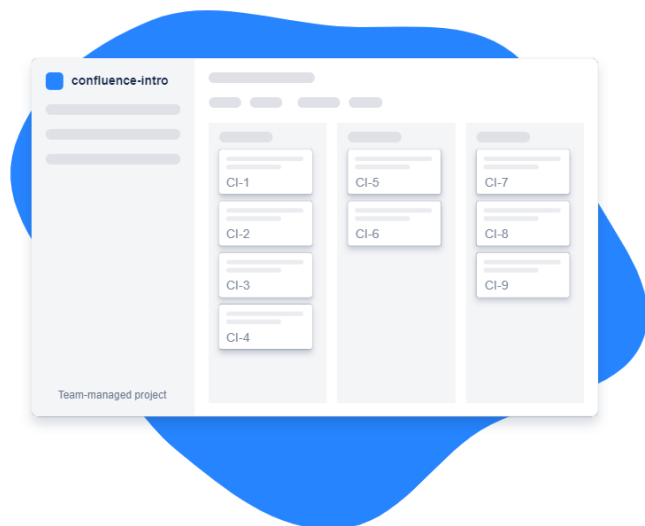 confluence-intro
Team-managed project
CI-1
CI-2
CI-3
CI-4
CI-5
CI-6
CI-7
CI-8
CI-9